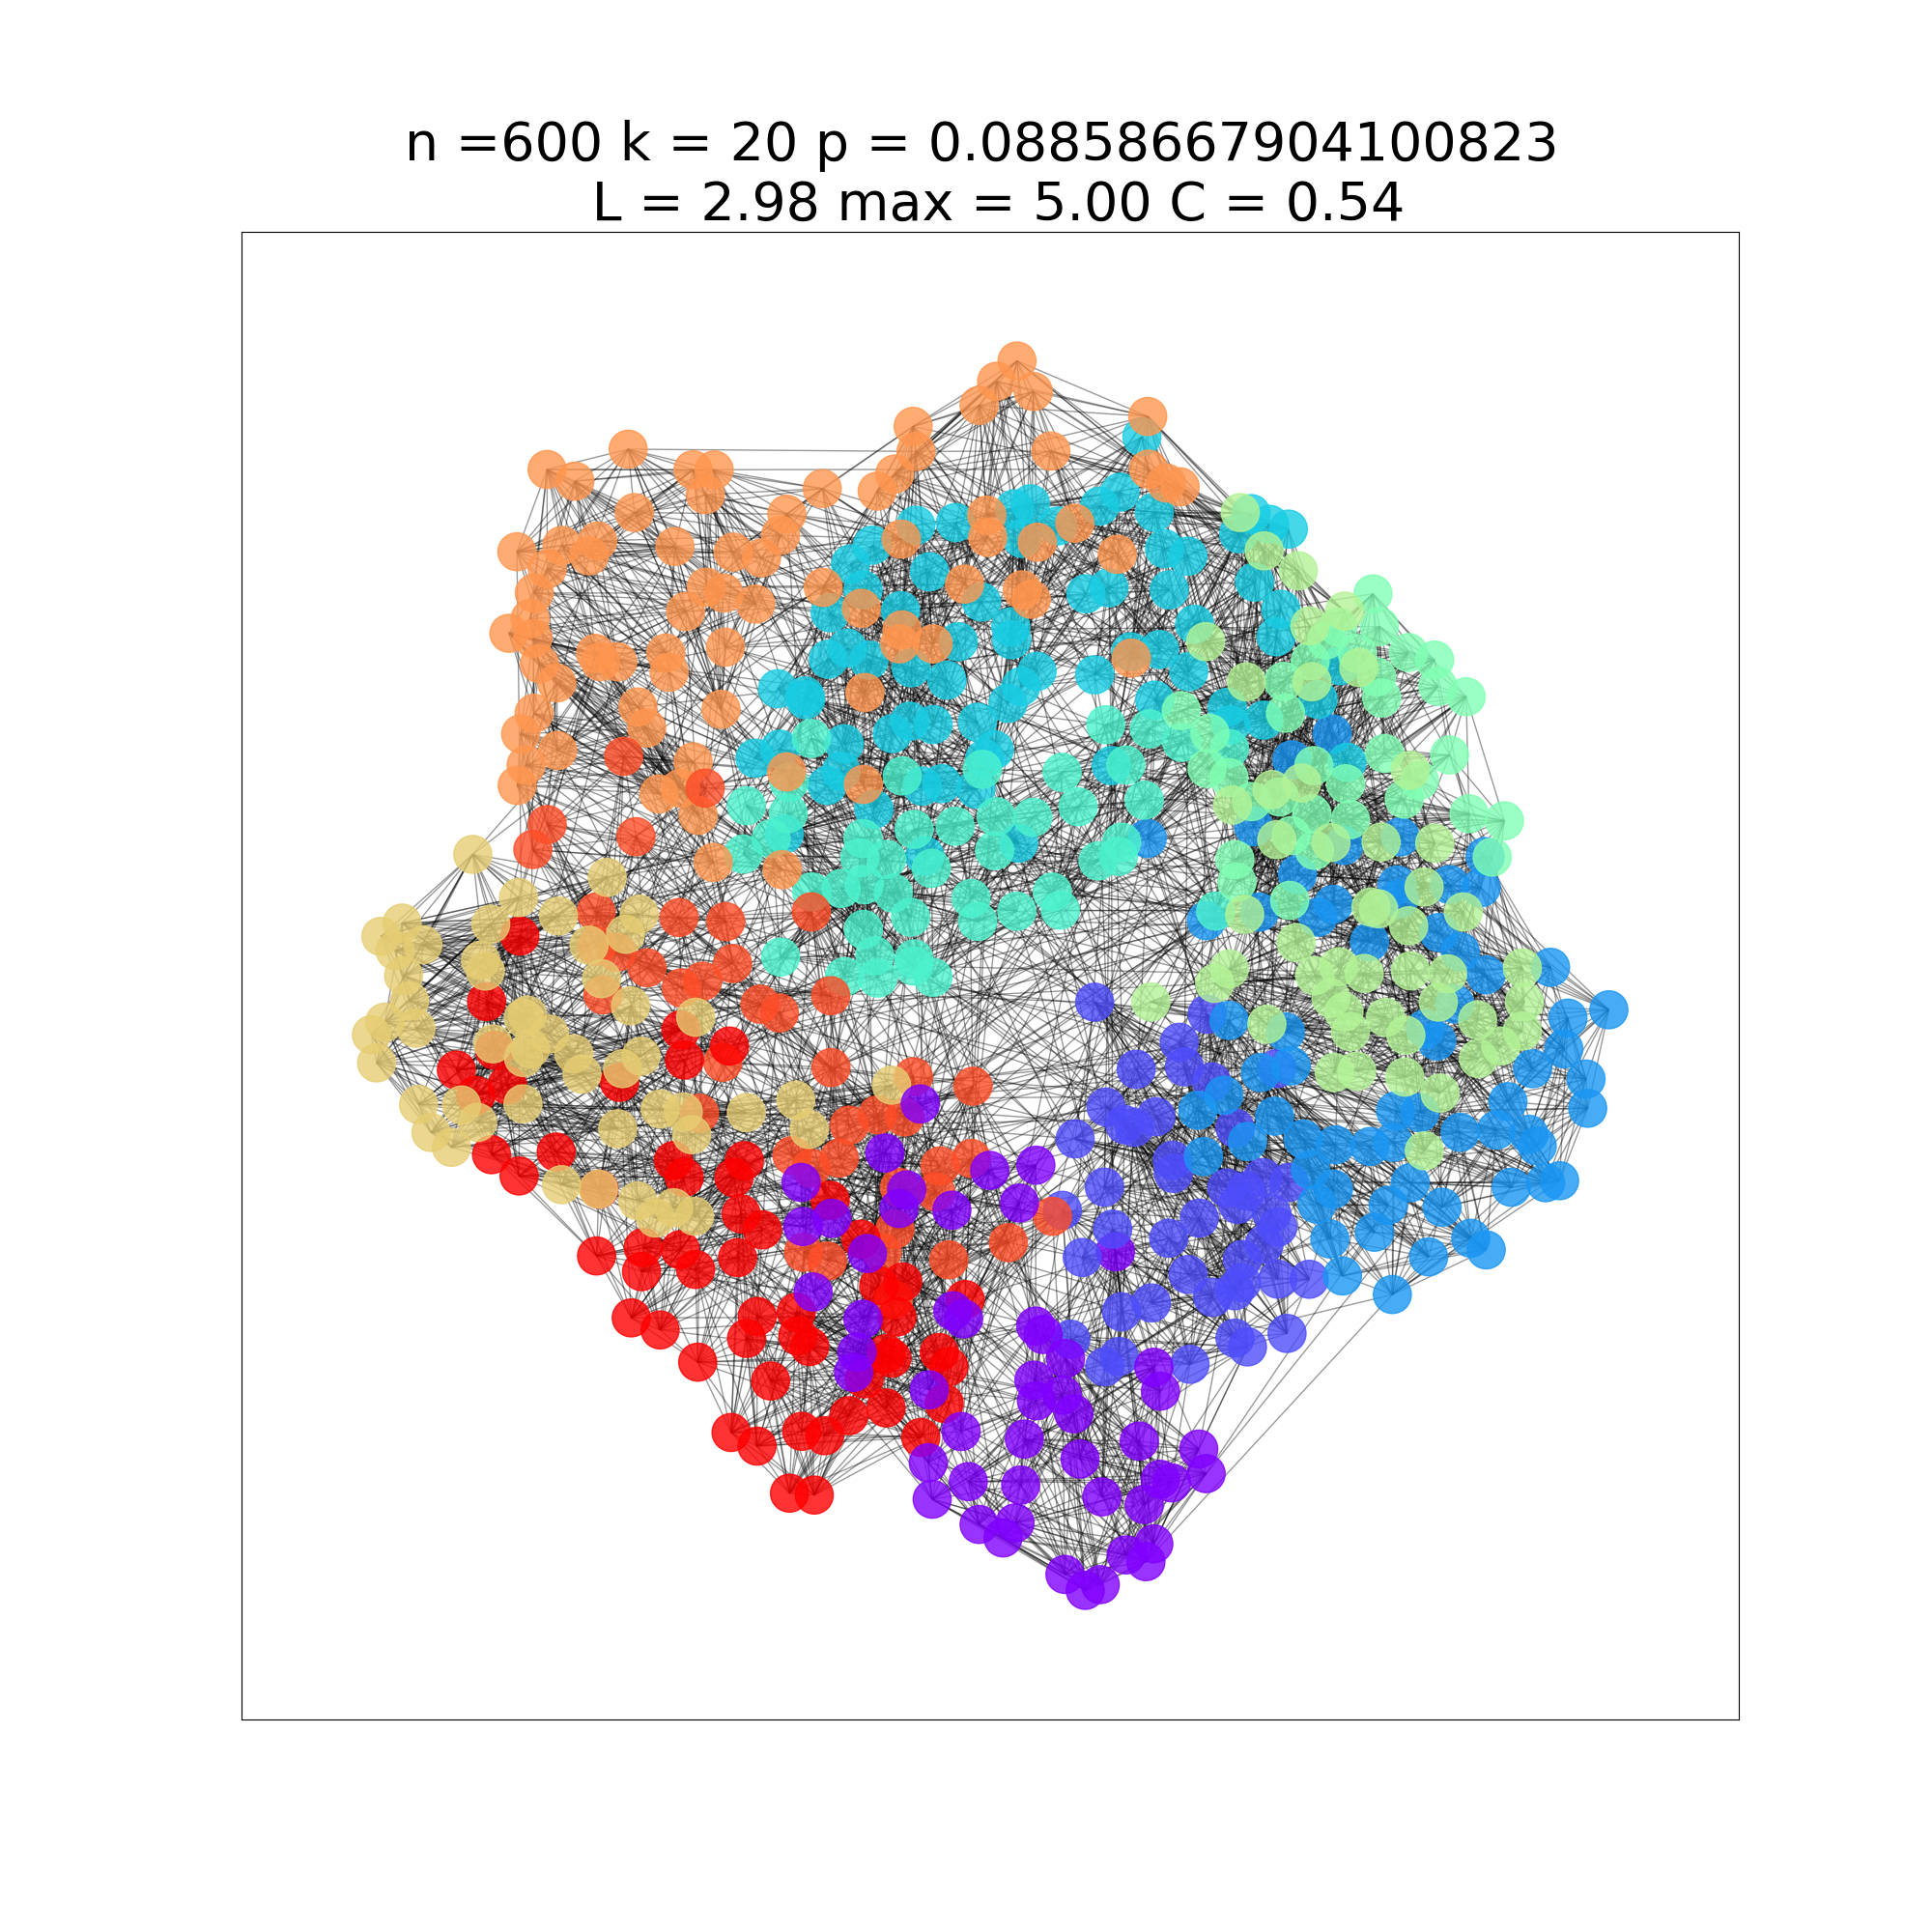 n =600 k = 20 p = 0.08858667904100823
L = 2.98 max = 5.00 C = 0.54